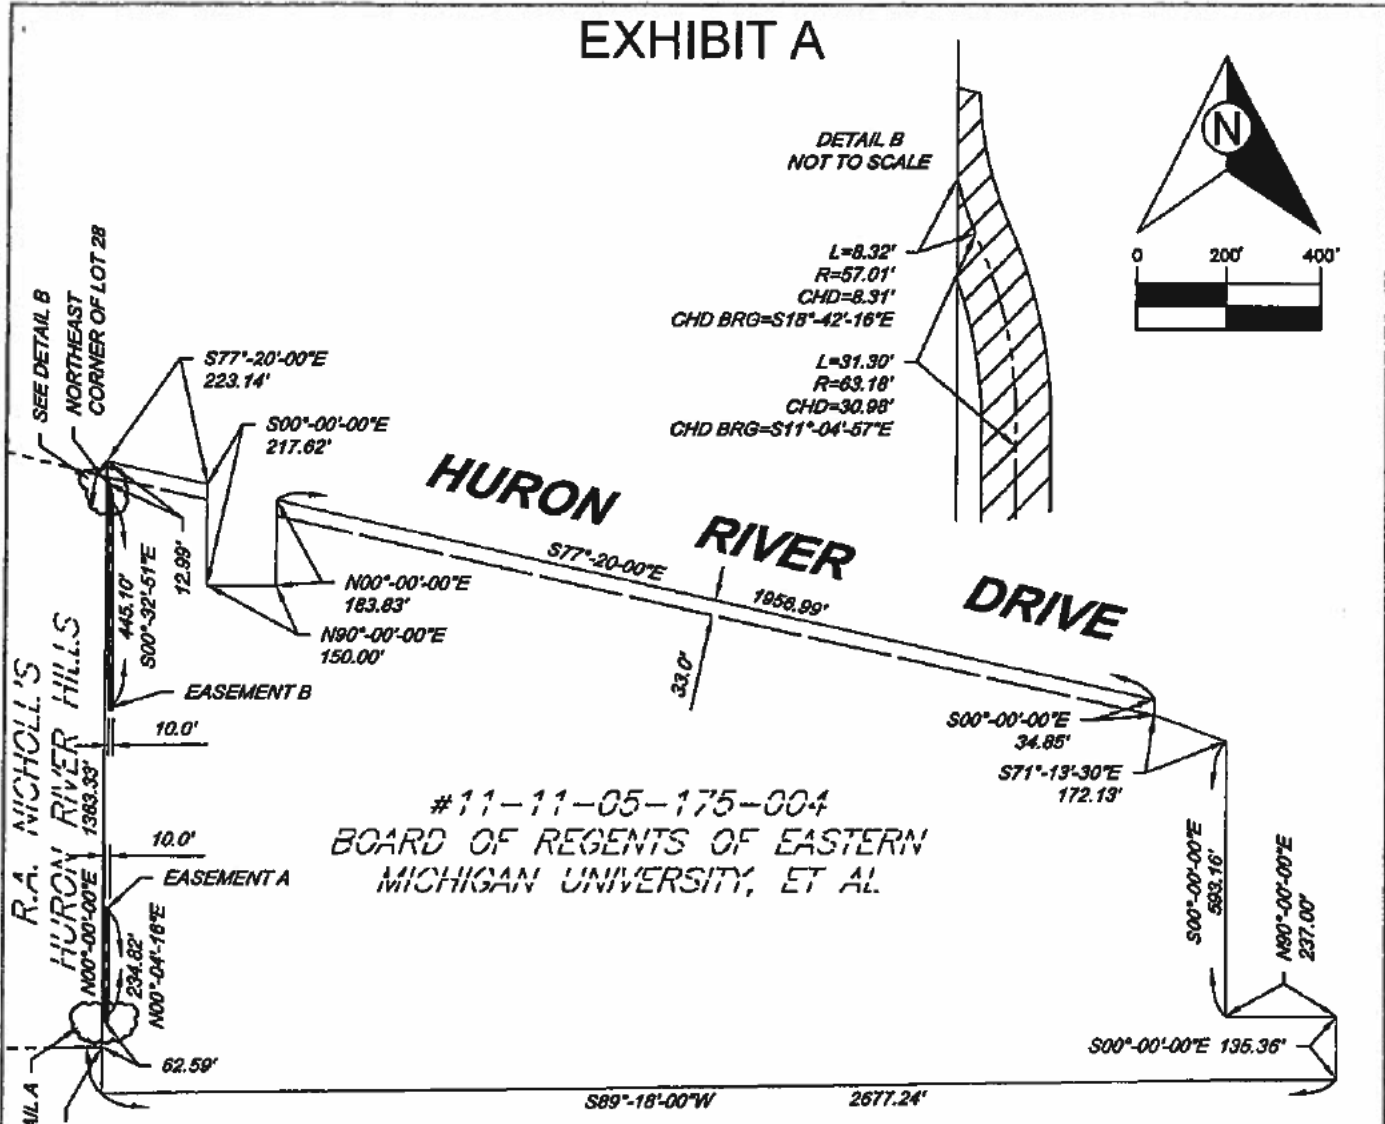 EXHIBIT A
DETAIL B
NOT TO SCALE
N
0 200' 400'
L=8.32'
R=57.01'
CHD=8.31'
CHD BRG=S18°-42'-16"E
L=31.30'
R=63.18'
CHD=30.98'
CHD BRG=S11°-04'-57"E
SEE DETAIL B
NORTHEAST
CORNER OF LOT 28
S77°-20'-00"E
223.14'
S00°-00'-00"E
217.62'
HURON RIVER DRIVE
S77°-20-00"E
1956.99'
33.0'
12.99'
445.10'
S00°-32'-51"E
N00°-00'-00"E
183.83'
N90°-00'-00"E
150.00'
EASEMENT B
10.0'
R.A. NICHOLL'S
HURON RIVER HILLS
1383.33'
N00°-00'-00"E
S00°-00'-00"E
34.85'
S71°-13'-30"E
172.13'
#11-11-05-175-004
BOARD OF REGENTS OF EASTERN
MICHIGAN UNIVERSITY, ET AL
10.0'
EASEMENT A
234.82'
N00°-04'-16"E
S00°-00'-00"E
593.16'
N90°-00'-00"E
237.00'
S00°-00'-00"E 135.36'
62.59'
S89°-18'-00"W 2677.24'